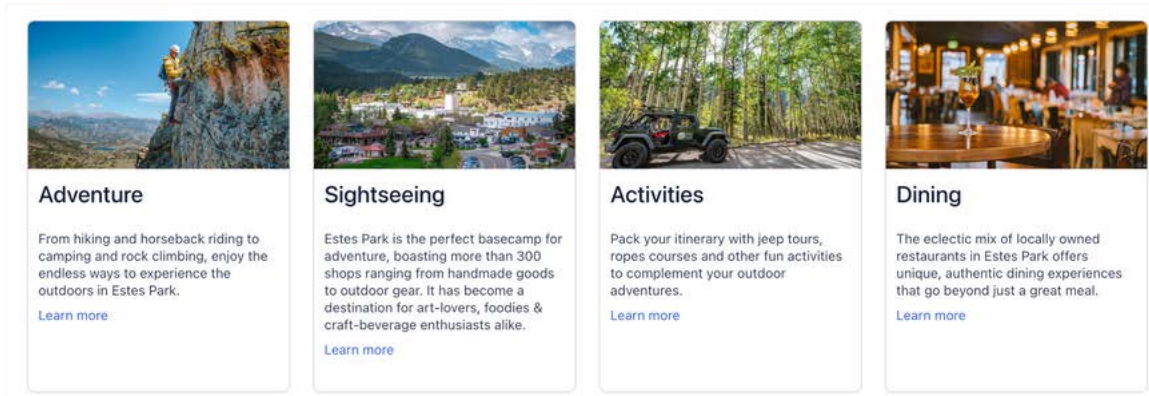 Adventure
From hiking and horseback riding to
camping and rock climbing, enjoy the
endless ways to experience the
outdoors in Estes Park.
Learn more
Sightseeing
Estes Park is the perfect basecamp for
adventure, boasting more than 300
shops ranging from handmade goods
to outdoor gear. It has become a
destination for art-lovers, foodies &
craft-beverage enthusiasts alike.
Learn more
Activities
Pack your itinerary with jeep tours,
ropes courses and other fun activities
to complement your outdoor
adventures.
Learn more
Dining
The eclectic mix of locally owned
restaurants in Estes Park offers
unique, authentic dining experiences
that go beyond just a great meal.
Learn more